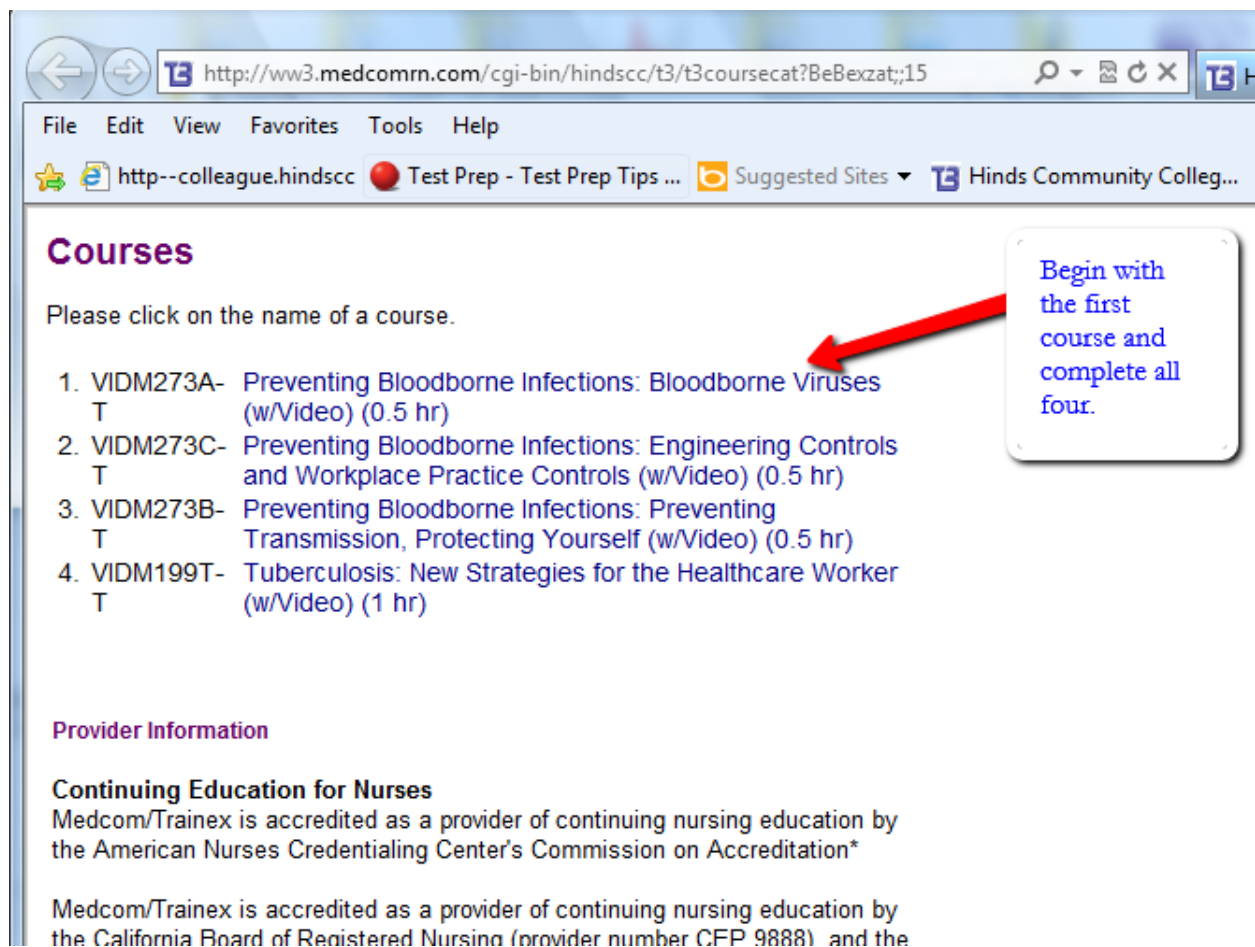 http://ww3.medcomrn.com/cgi-bin/hindscc/t3/t3coursecat?BeBexzat;;15
T3 H
File Edit View Favorites Tools Help
http--colleague.hindscc Test Prep - Test Prep Tips ... Suggested Sites T3 Hinds Community Colleg...
Courses
Please click on the name of a course.
Begin with
the first
course and
complete all
four.
1. VIDM273A- Preventing Bloodborne Infections: Bloodborne Viruses
T (w/Video) (0.5 hr)
2. VIDM273C- Preventing Bloodborne Infections: Engineering Controls
T and Workplace Practice Controls (w/Video) (0.5 hr)
3. VIDM273B- Preventing Bloodborne Infections: Preventing
T Transmission, Protecting Yourself (w/Video) (0.5 hr)
4. VIDM199T- Tuberculosis: New Strategies for the Healthcare Worker
T (w/Video) (1 hr)
Provider Information
Continuing Education for Nurses
Medcom/Trainex is accredited as a provider of continuing nursing education by
the American Nurses Credentialing Center's Commission on Accreditation*
Medcom/Trainex is accredited as a provider of continuing nursing education by
the California Board of Registered Nursing (provider number CEP 9888) and the